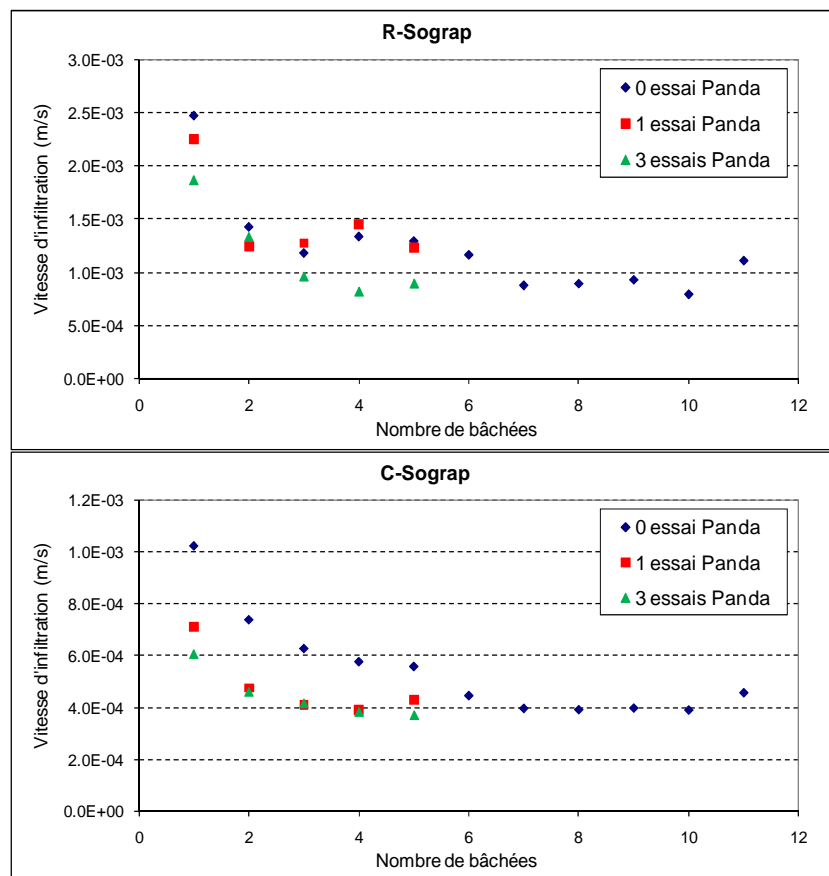 R-Sograp
3.0E-03
2.5E-03
2.0E-03
1.5E-03
1.0E-03
5.0E-04
0.0E+00
Vitesse d'infiltration (m/s)
0 essai Panda
1 essai Panda
3 essais Panda
0 2 4 6 8 10 12
Nombre de bâchées
C-Sograp
1.2E-03
1.0E-03
8.0E-04
6.0E-04
4.0E-04
2.0E-04
0.0E+00
Vitesse d'infiltration (m/s)
0 essai Panda
1 essai Panda
3 essais Panda
0 2 4 6 8 10 12
Nombre de bâchées